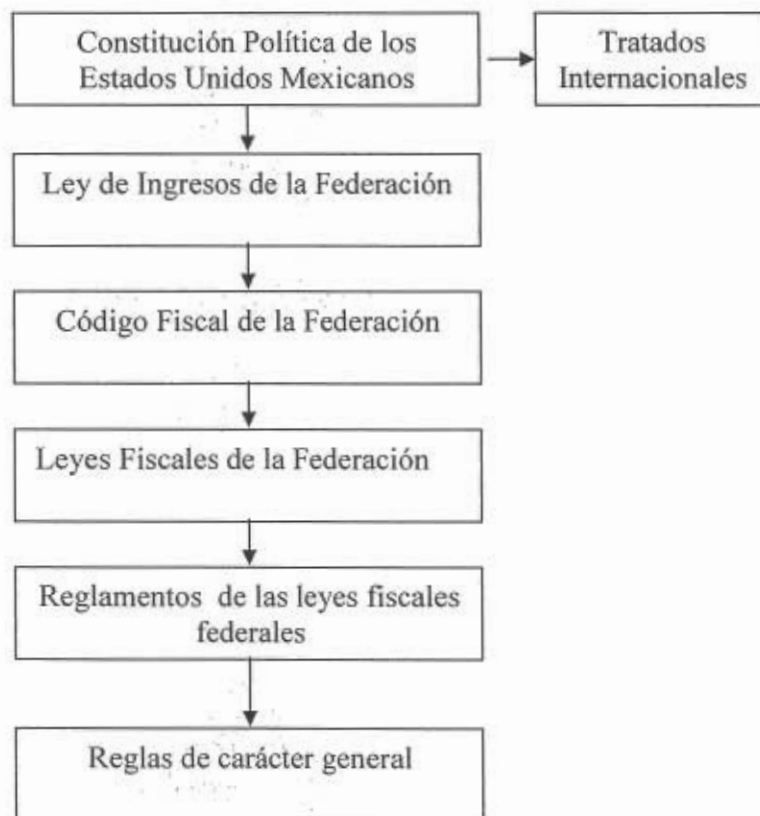 Constitución Política de los
Estados Unidos Mexicanos
Tratados
Internacionales
Ley de Ingresos de la Federación
Código Fiscal de la Federación
Leyes Fiscales de la Federación
Reglamentos de las leyes fiscales
federales
Reglas de carácter general